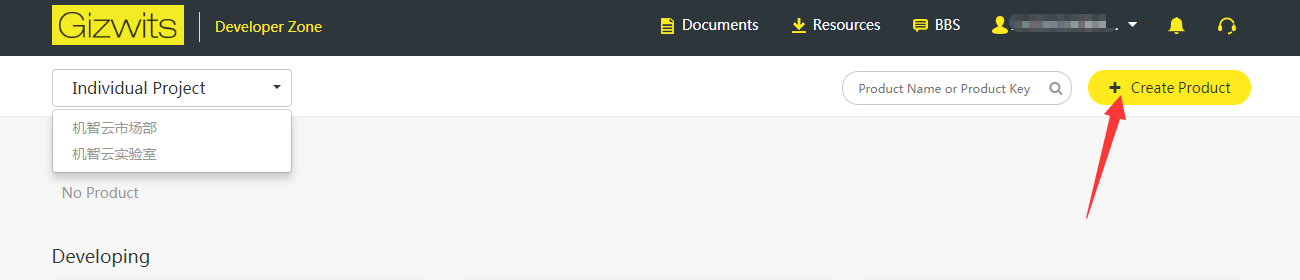 Gizwits Developer Zone Documents Resources BBS
Individual Project Product Name or Product Key Create Product
机智云市场部
机智云实验室
No Product
Developing